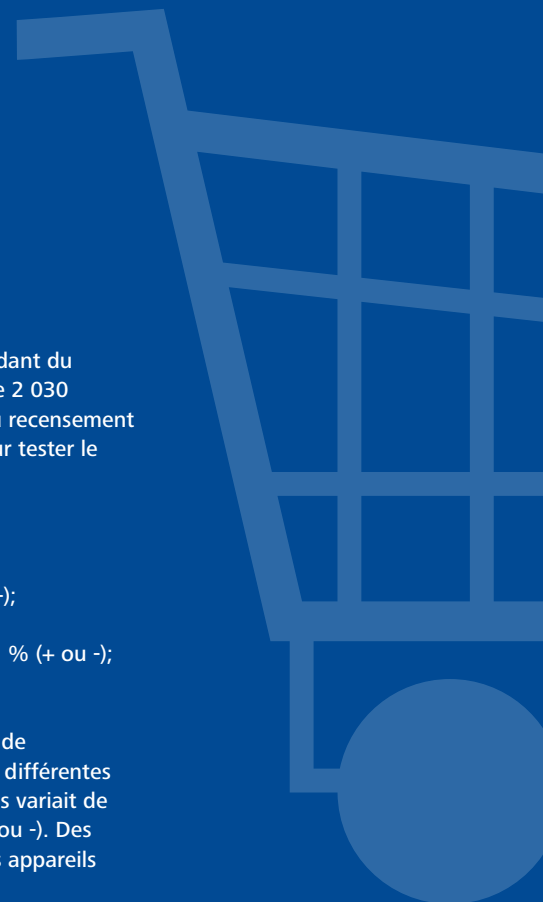 dant du
e 2 030
recensement
r tester le
);
% (+ ou -);
de
différentes
s variait de
ou -). Des
appareils